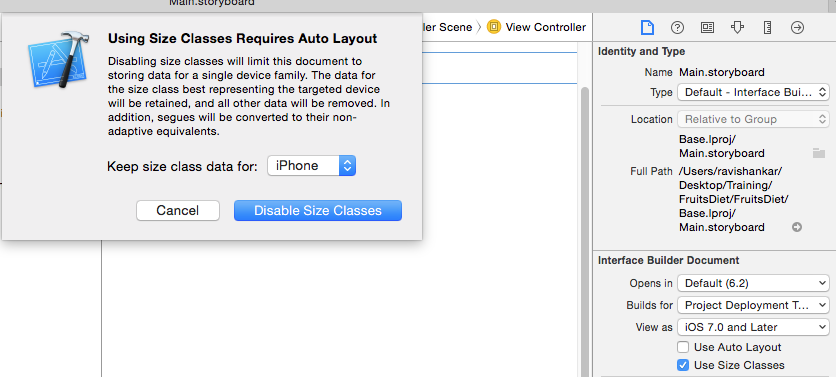 Main.storyboard
ler Scene
View Controller
Using Size Classes Requires Auto Layout
Disabling size classes will limit this document to
storing data for a single device family. The data for
the size class best representing the targeted device
will be retained, and all other data will be removed. In
addition, segues will be converted to their non-
adaptive equivalents.
Keep size class data for: iPhone
Cancel
Disable Size Classes
Identity and Type
Name Main.storyboard
Type Default - Interface Bui...
Location Relative to Group
Base.lproj/
Main.storyboard
Full Path /Users/ravishankar/
Desktop/Training/
FruitsDiet/FruitsDiet/
Base.lproj/
Main.storyboard
Interface Builder Document
Opens in Default (6.2)
Builds for Project Deployment T...
View as iOS 7.0 and Later
Use Auto Layout
Use Size Classes